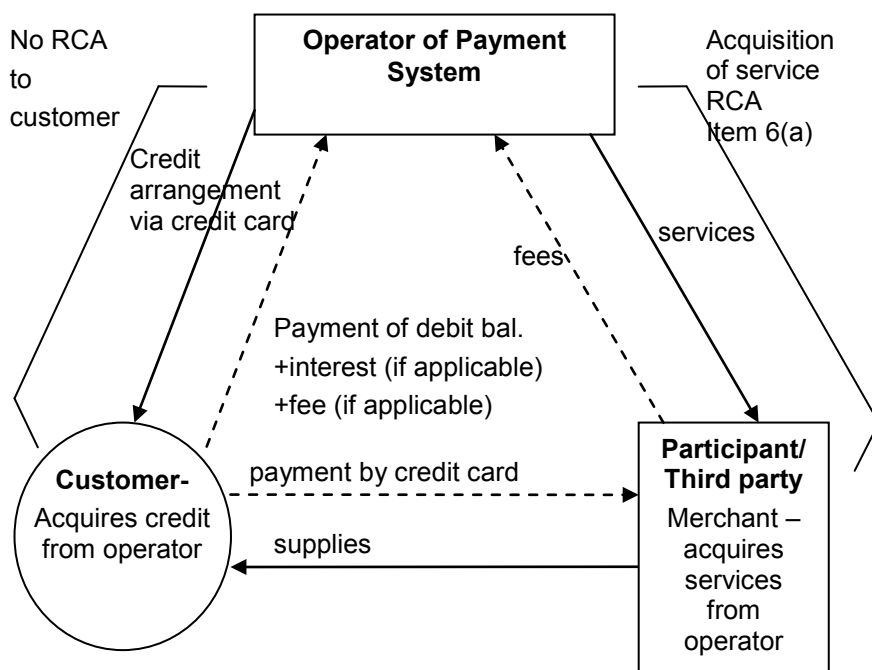 No RCA
to
customer
Operator of Payment
System
Acquisition
of service
RCA
Item 6(a)
Credit
arrangement
via credit card
services
fees
Payment of debit bal.
+interest (if applicable)
+fee (if applicable)
Customer-
Acquires credit
from operator
payment by credit card
supplies
Participant/
Third party
Merchant –
acquires
services
from
operator